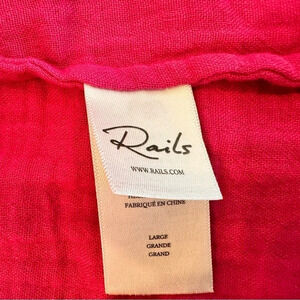 Rails
WWW.RAILS.COM
FABRIQUÉ EN CHINE
LARGE
GRANDE
GRAND